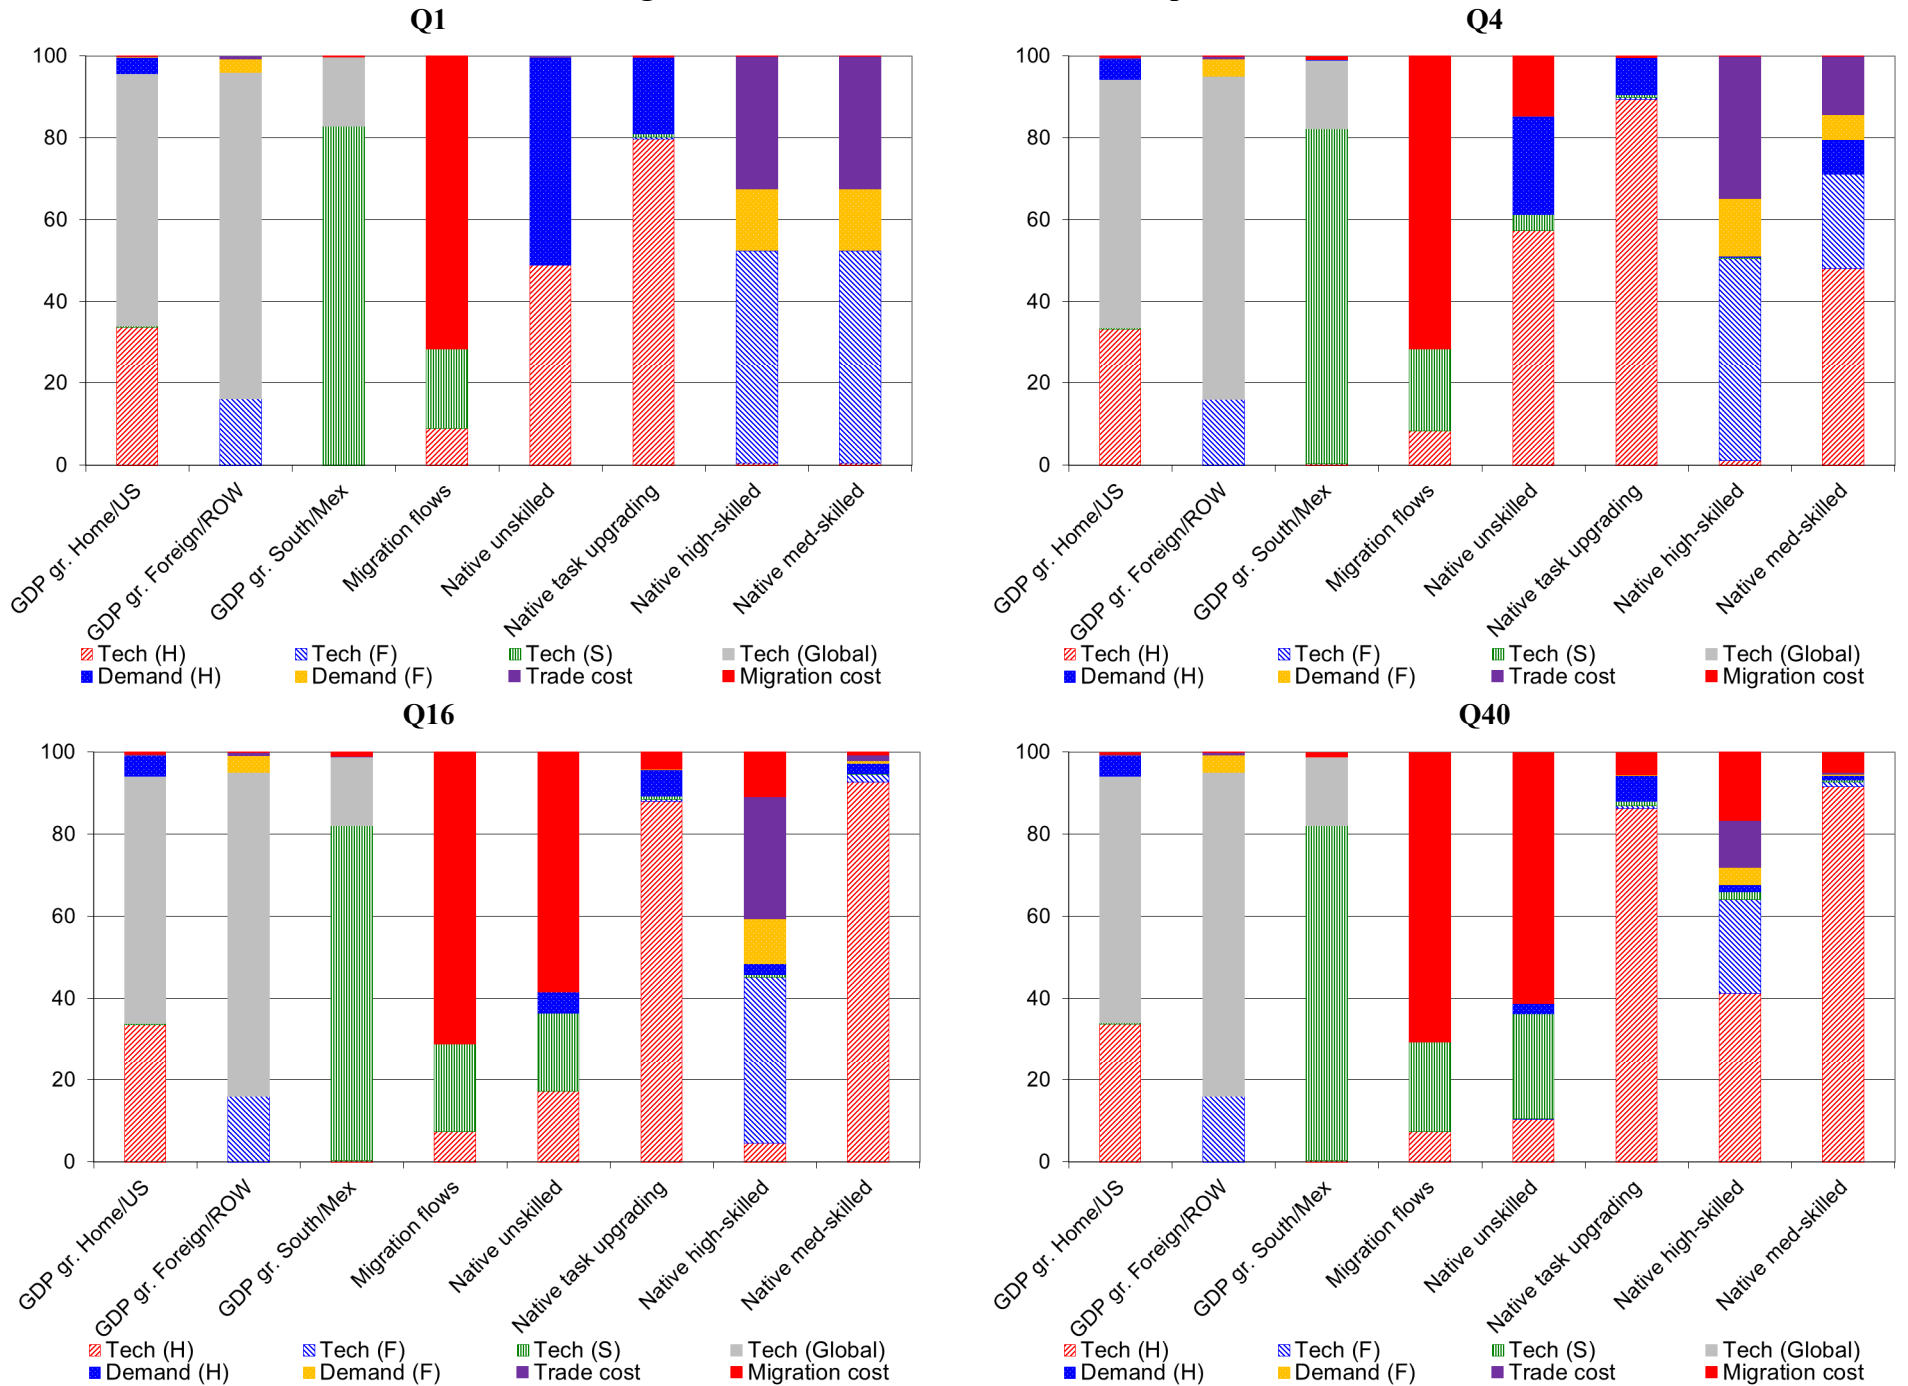 Q1
100
80
60
40
20
0
GDP gr. Home/US
GDP gr. Foreign/ROW
GDP gr. South/Mex
Migration flows
Native unskilled
Native task upgrading
Native high-skilled
Native med-skilled
Tech (H) Tech (F) Tech (S) Tech (Global)
Demand (H) Demand (F) Trade cost Migration cost
Q4
100
80
60
40
20
0
GDP gr. Home/US
GDP gr. Foreign/ROW
GDP gr. South/Mex
Migration flows
Native unskilled
Native task upgrading
Native high-skilled
Native med-skilled
Tech (H) Tech (F) Tech (S) Tech (Global)
Demand (H) Demand (F) Trade cost Migration cost
Q16
100
80
60
40
20
0
GDP gr. Home/US
GDP gr. Foreign/ROW
GDP gr. South/Mex
Migration flows
Native unskilled
Native task upgrading
Native high-skilled
Native med-skilled
Tech (H) Tech (F) Tech (S) Tech (Global)
Demand (H) Demand (F) Trade cost Migration cost
Q40
100
80
60
40
20
0
GDP gr. Home/US
GDP gr. Foreign/ROW
GDP gr. South/Mex
Migration flows
Native unskilled
Native task upgrading
Native high-skilled
Native med-skilled
Tech (H) Tech (F) Tech (S) Tech (Global)
Demand (H) Demand (F) Trade cost Migration cost